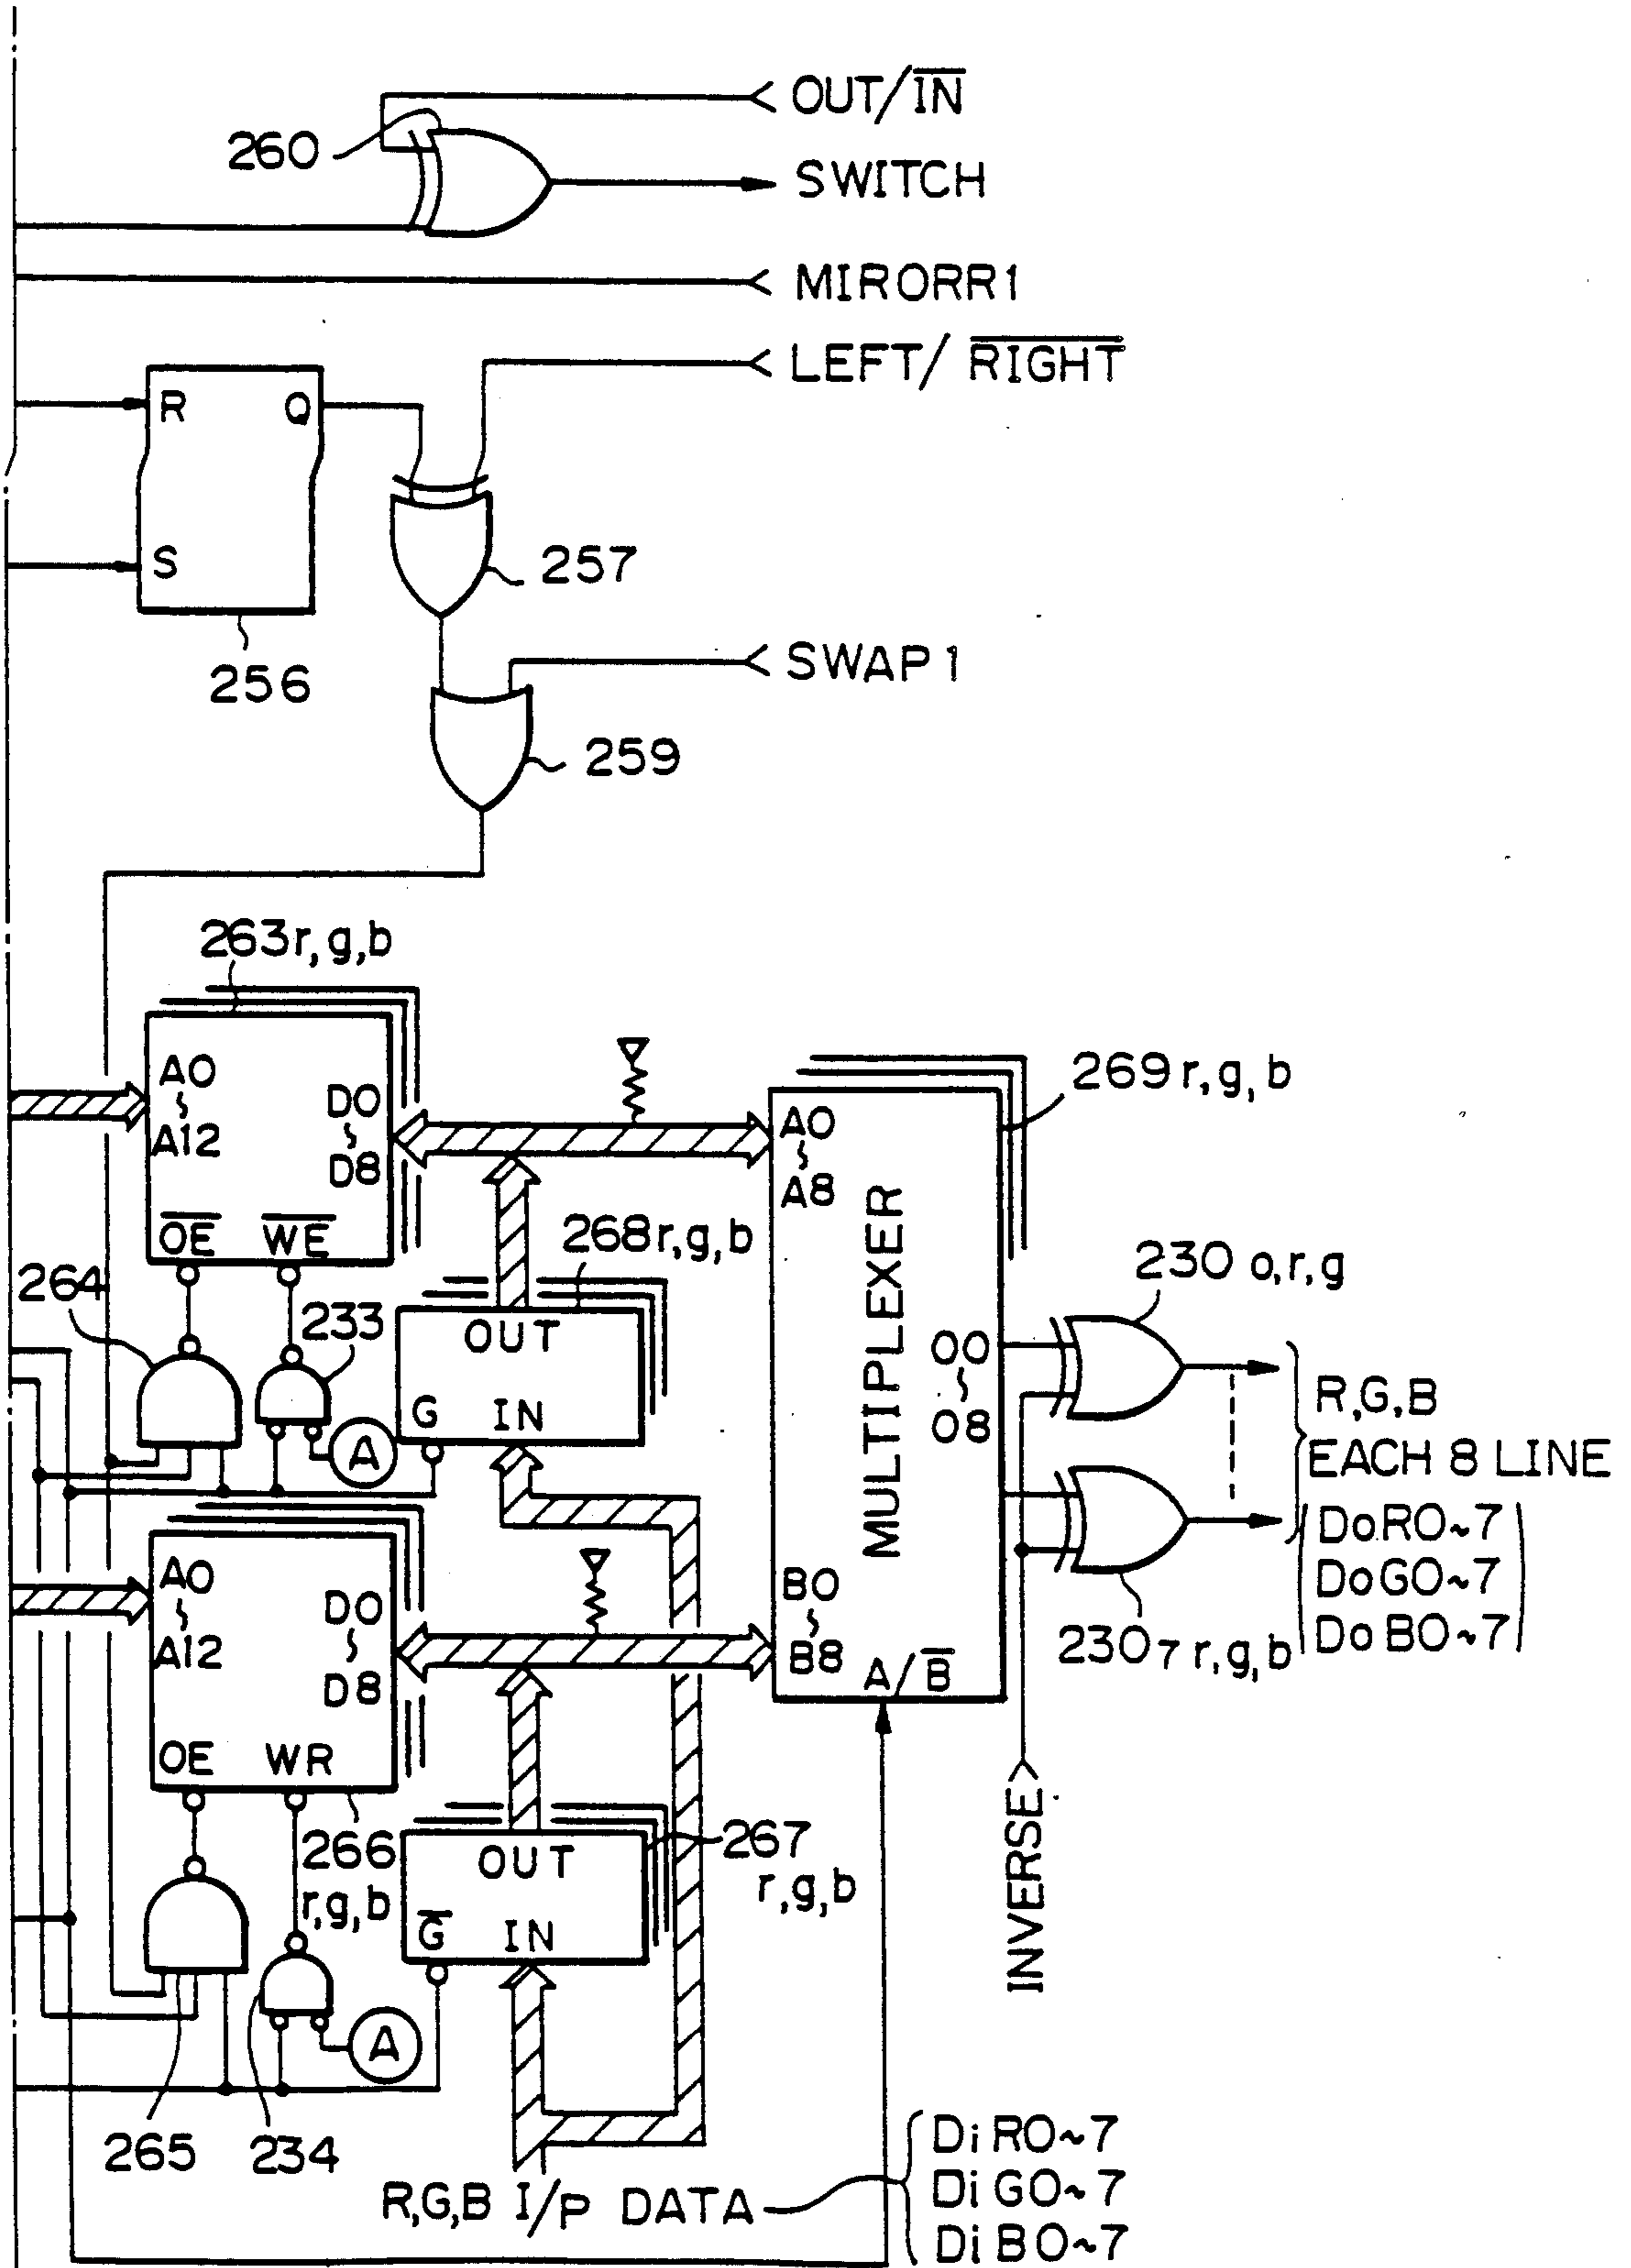 OUT/IN
260
SWITCH
MIRORR1
LEFT/ RIGHT
R Q
S
257
256
SWAP1
259
263r,g,b
A0
~
A12
D0
~
D8
OE WE
269r,g,b
A0
~
A8
MULTIPLEXER
268r,g,b
264
233
OUT
G IN
A
O0
~
O8
230 o,r,g
R,G,B
EACH 8 LINE
DoR0~7
DoG0~7
DoB0~7
A0
~
A12
D0
~
D8
OE WR
B0
~
B8
A/B
2307 r,g,b
266
r,g,b
267
r,g,b
OUT
G IN
INVERSE
A
265
234
R,G,B I/P DATA
DiR0~7
DiG0~7
DiB0~7